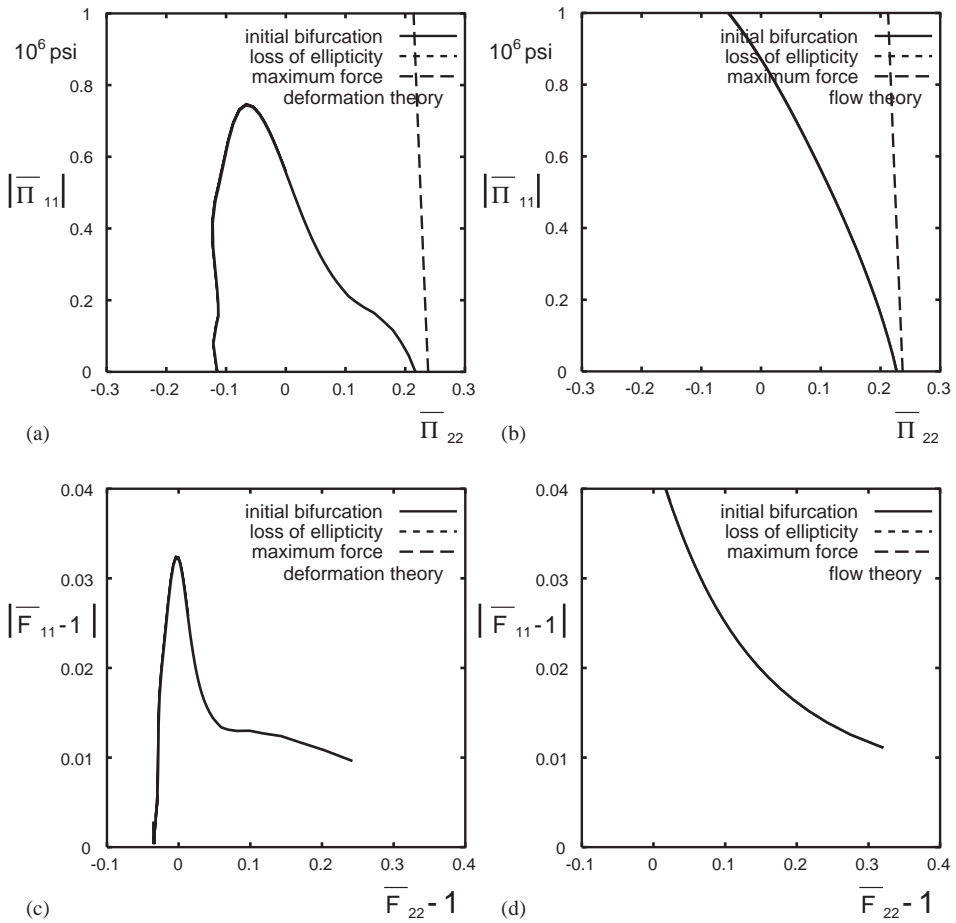 1
10⁶ psi
0.8
0.6
|Π̅ ₁₁|
0.4
0.2
0
initial bifurcation
loss of ellipticity
maximum force
deformation theory
-0.3 -0.2 -0.1 0 0.1 0.2 0.3
Π̅ ₂₂
(a)
1
10⁶ psi
0.8
0.6
|Π̅ ₁₁|
0.4
0.2
0
initial bifurcation
loss of ellipticity
maximum force
flow theory
-0.3 -0.2 -0.1 0 0.1 0.2 0.3
Π̅ ₂₂
(b)
0.04
0.03
|F̅ ₁₁-1|
0.02
0.01
0
initial bifurcation
loss of ellipticity
maximum force
deformation theory
-0.1 0 0.1 0.2 0.3 0.4
F̅ ₂₂-1
(c)
0.04
0.03
|F̅ ₁₁-1|
0.02
0.01
0
initial bifurcation
loss of ellipticity
maximum force
flow theory
-0.1 0 0.1 0.2 0.3 0.4
F̅ ₂₂-1
(d)